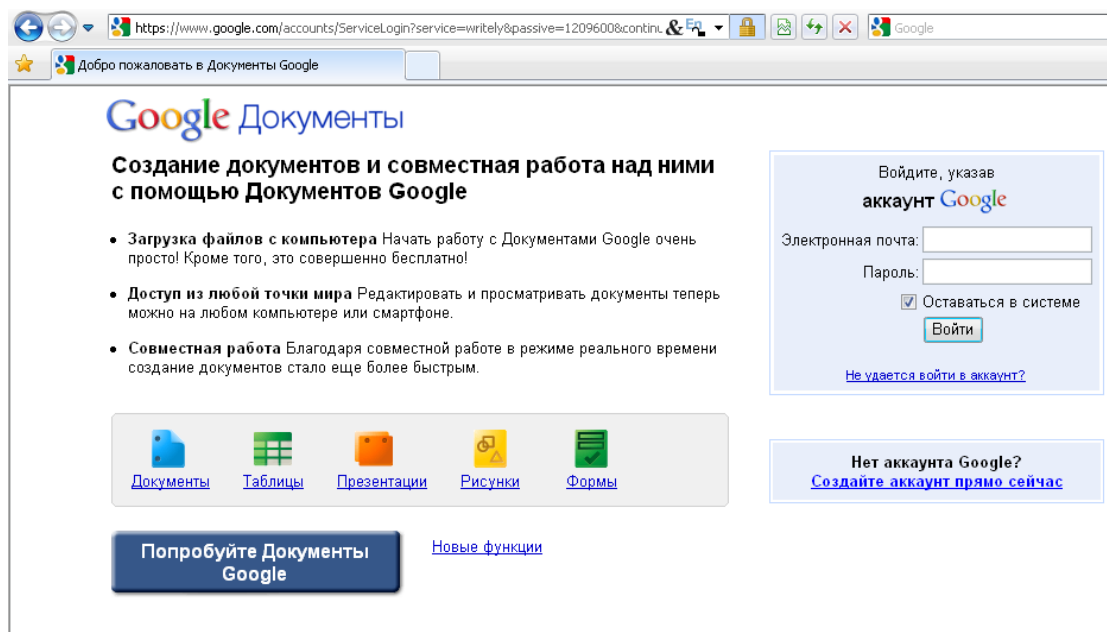 https://www.google.com/accounts/ServiceLogin?service=writely&passive=1209600&continu
En
Google
Добро пожаловать в Документы Google
Google Документы
Создание документов и совместная работа над ними
с помощью Документов Google
Загрузка файлов с компьютера Начать работу с Документами Google очень
просто! Кроме того, это совершенно бесплатно!
Доступ из любой точки мира Редактировать и просматривать документы теперь
можно на любом компьютере или смартфоне.
Совместная работа Благодаря совместной работе в режиме реального времени
создание документов стало еще более быстрым.
Документы Таблицы Презентации Рисунки Формы
Попробуйте Документы
Google
Новые функции
Войдите, указав
аккаунт Google
Электронная почта:
Пароль:
Оставаться в системе
Войти
Не удается войти в аккаунт?
Нет аккаунта Google?
Создайте аккаунт прямо сейчас